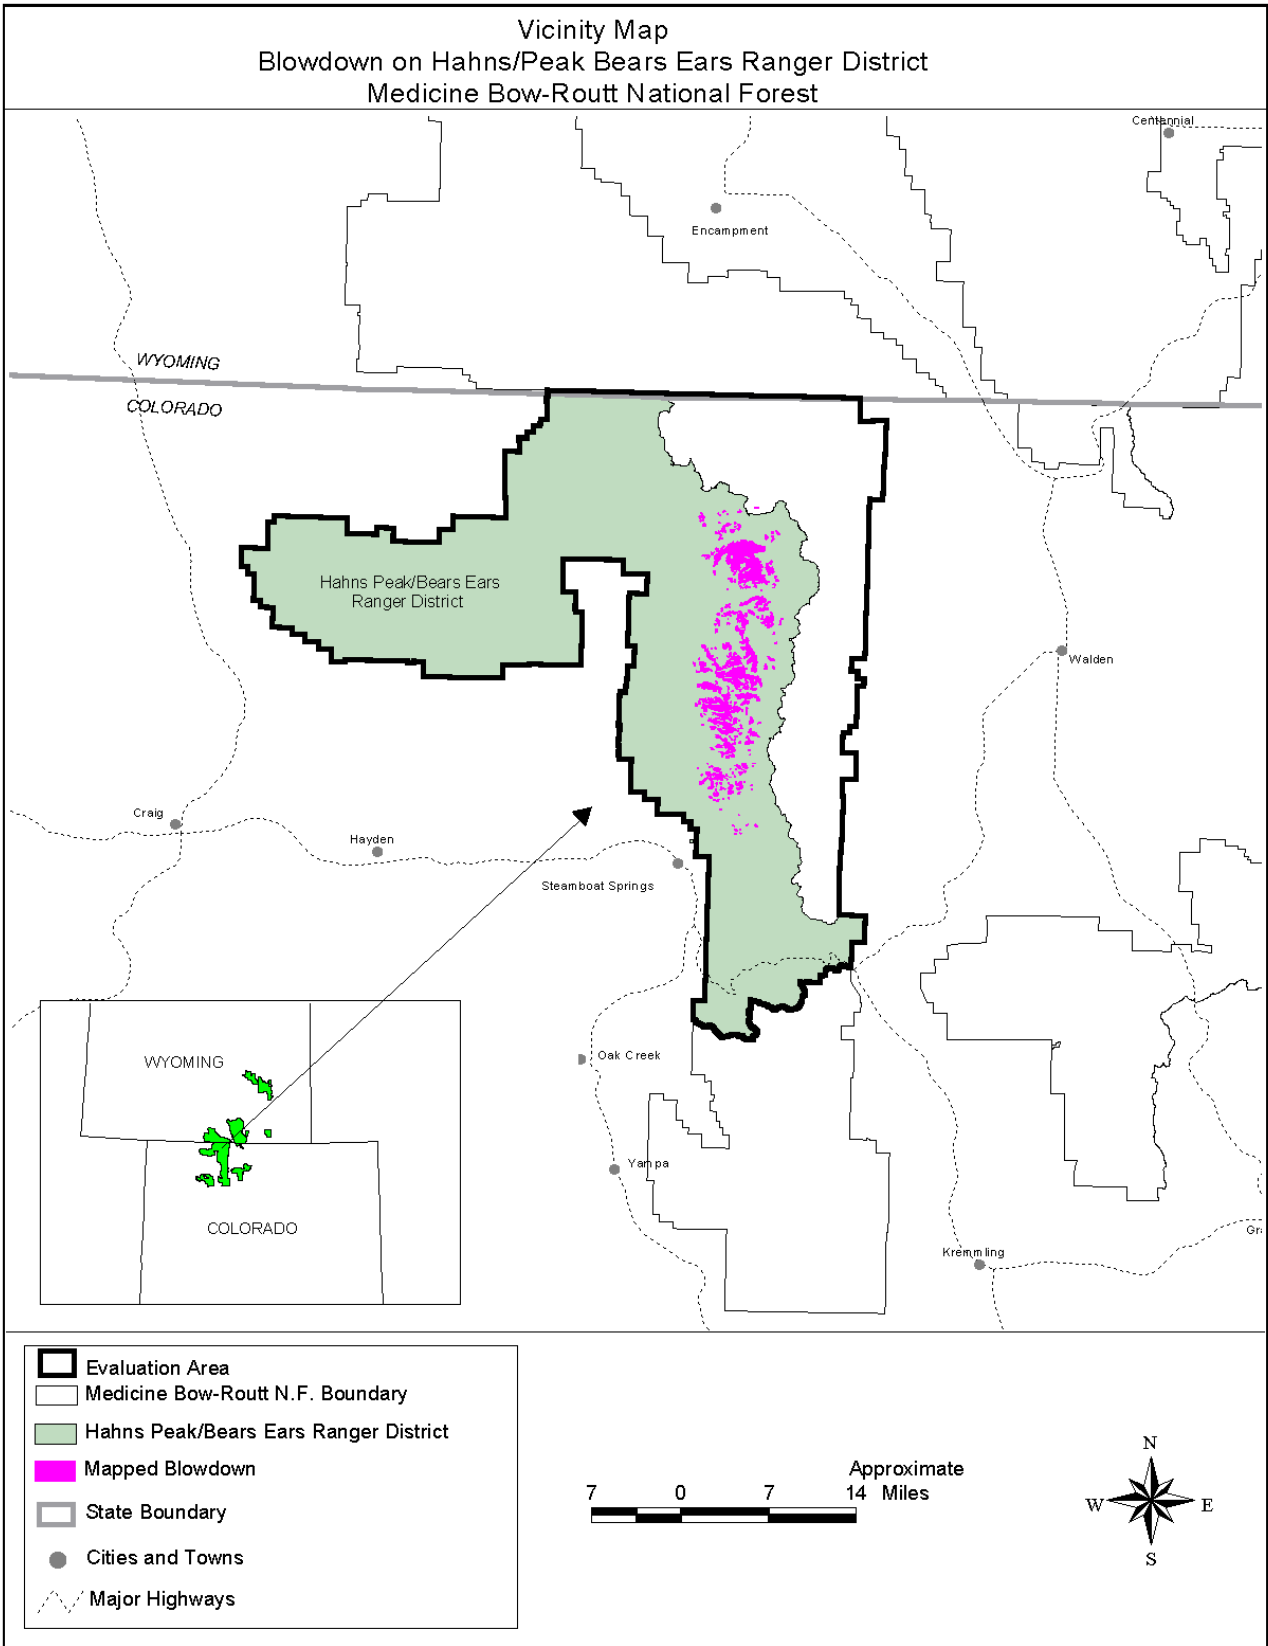 Vicinity Map
Blowdown on Hahns/Peak Bears Ears Ranger District
Medicine Bow-Routt National Forest
Centennial
Encampment
WYOMING
COLORADO
Hahns Peak/Bears Ears
Ranger District
Walden
Craig
Hayden
Steamboat Springs
Oak Creek
WYOMING
Yampa
COLORADO
Gr
Kremmling
Evaluation Area
Medicine Bow-Routt N.F. Boundary
Hahns Peak/Bears Ears Ranger District
Mapped Blowdown
State Boundary
Cities and Towns
Major Highways
Approximate
7 0 7 14 Miles
N
W E
S